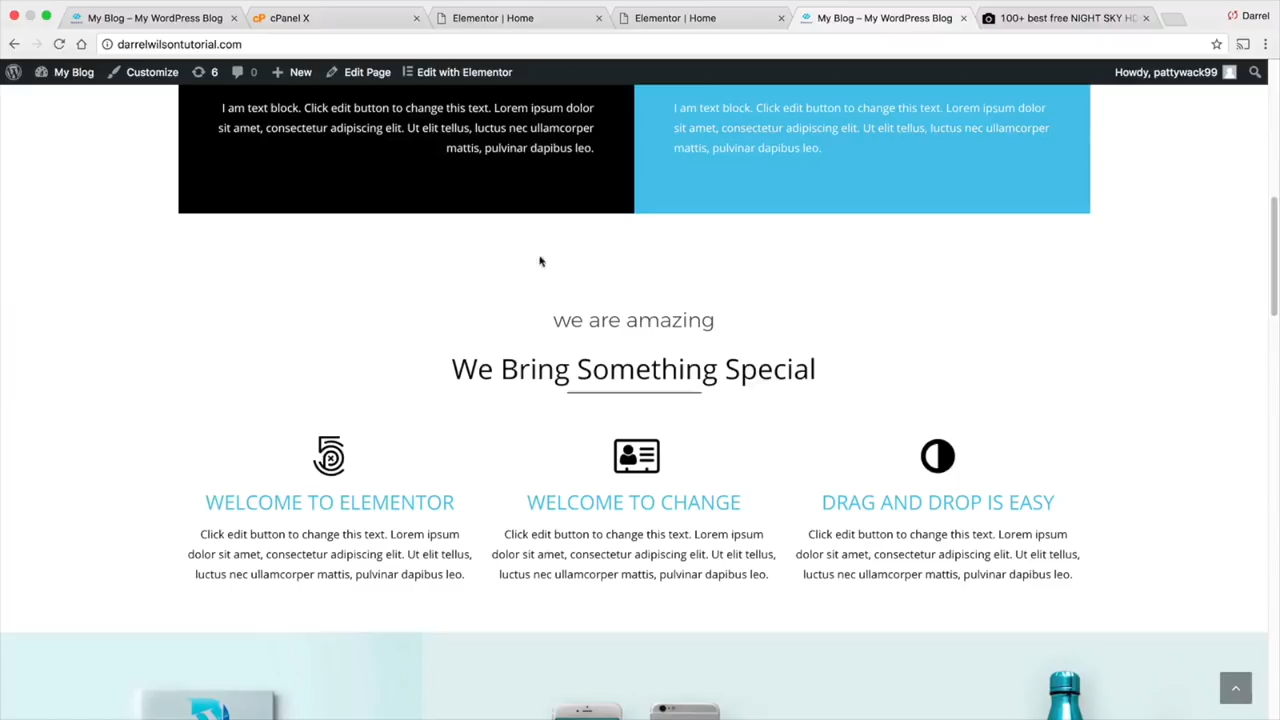 My Blog – My WordPress Blog
cPanel X
Elementor | Home
Elementor | Home
My Blog – My WordPress Blog
100+ best free NIGHT SKY HD
Darrel
darrelwilsontutorial.com
My Blog
Customize
6
0
New
Edit Page
Edit with Elementor
Howdy, pattywack99
I am text block. Click edit button to change this text. Lorem ipsum dolor
sit amet, consectetur adipiscing elit. Ut elit tellus, luctus nec ullamcorper
mattis, pulvinar dapibus leo.
I am text block. Click edit button to change this text. Lorem ipsum dolor
sit amet, consectetur adipiscing elit. Ut elit tellus, luctus nec ullamcorper
mattis, pulvinar dapibus leo.
we are amazing
We Bring Something Special
WELCOME TO ELEMENTOR
Click edit button to change this text. Lorem ipsum
dolor sit amet, consectetur adipiscing elit. Ut elit tellus,
luctus nec ullamcorper mattis, pulvinar dapibus leo.
WELCOME TO CHANGE
Click edit button to change this text. Lorem ipsum
dolor sit amet, consectetur adipiscing elit. Ut elit tellus,
luctus nec ullamcorper mattis, pulvinar dapibus leo.
DRAG AND DROP IS EASY
Click edit button to change this text. Lorem ipsum
dolor sit amet, consectetur adipiscing elit. Ut elit tellus,
luctus nec ullamcorper mattis, pulvinar dapibus leo.